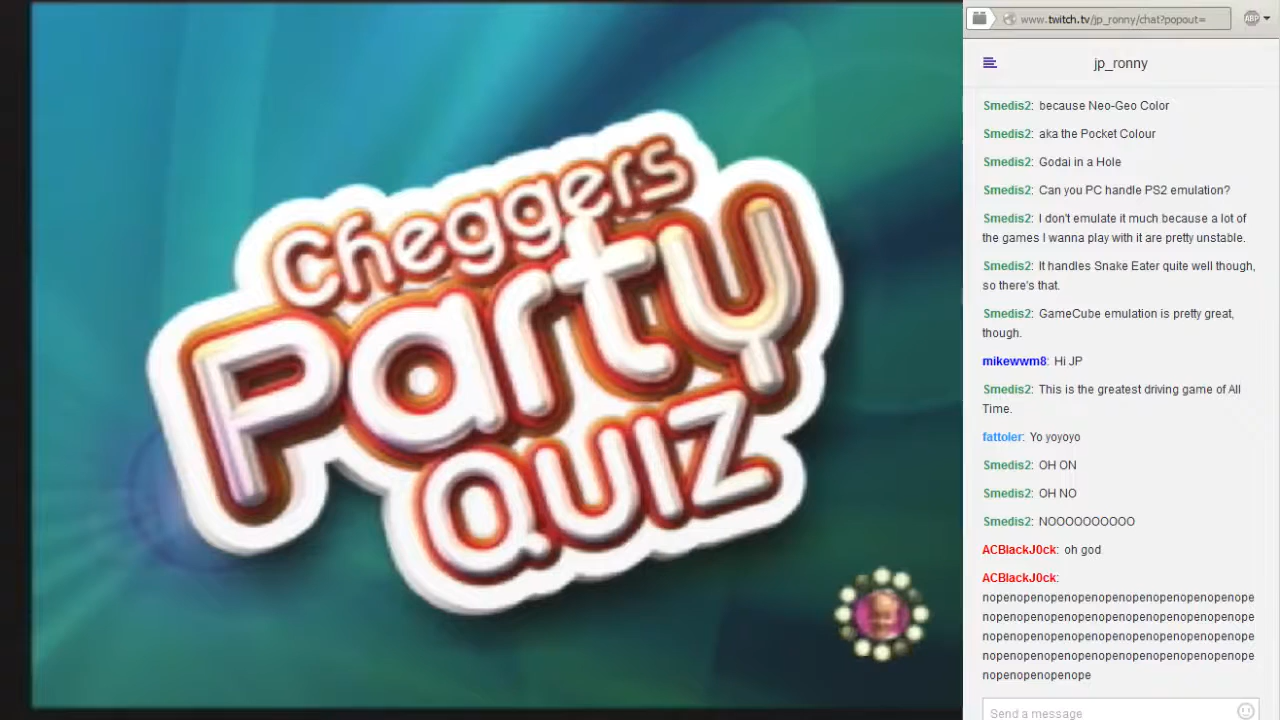 Cheggers
Party
QUIZ
www.twitch.tv/jp_ronny/chat?popout=
ABP
jp_ronny
Smedis2: because Neo-Geo Color
Smedis2: aka the Pocket Colour
Smedis2: Godai in a Hole
Smedis2: Can you PC handle PS2 emulation?
Smedis2: I don't emulate it much because a lot of
the games I wanna play with it are pretty unstable.
Smedis2: It handles Snake Eater quite well though,
so there's that.
Smedis2: GameCube emulation is pretty great,
though.
mikewwm8: Hi JP
Smedis2: This is the greatest driving game of All
Time.
fattoler: Yo yoyoyo
Smedis2: OH ON
Smedis2: OH NO
Smedis2: NOOOOOOOOOO
ACBlackJ0ck: oh god
ACBlackJ0ck:
nopenopenopenopenopenopenopenopenopenope
nopenopenopenopenopenopenopenopenopenope
nopenopenopenopenopenopenopenopenopenope
nopenopenopenopenopenopenopenopenopenope
nopenopenopenope
Send a message